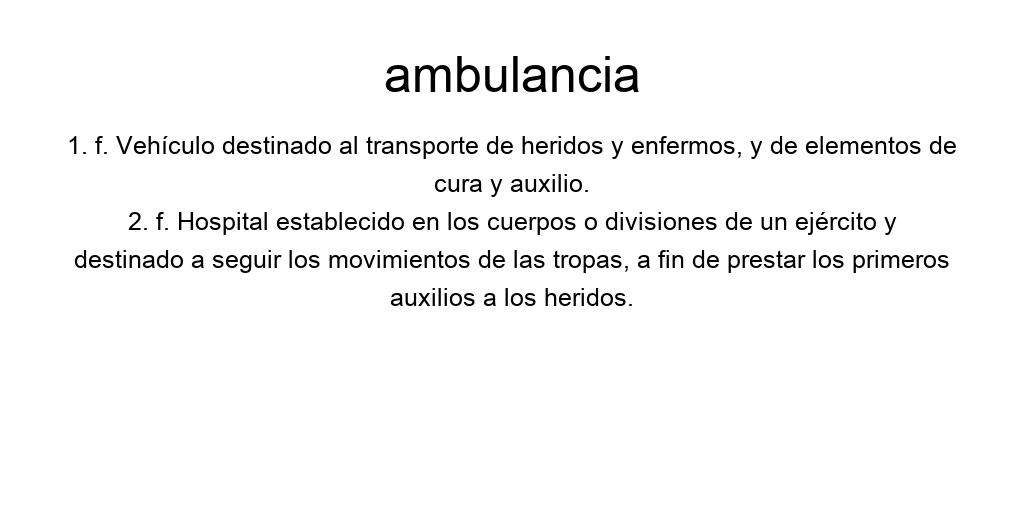 ambulancia
1. f. Vehículo destinado al transporte de heridos y enfermos, y de elementos de
cura y auxilio.
2. f. Hospital establecido en los cuerpos o divisiones de un ejército y
destinado a seguir los movimientos de las tropas, a fin de prestar los primeros
auxilios a los heridos.